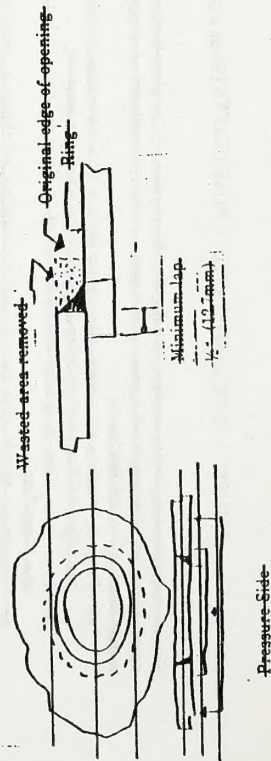 Wasted area removed
Original edge of opening
Ring
Minimum lap
½" (12.7mm)
Pressure Side